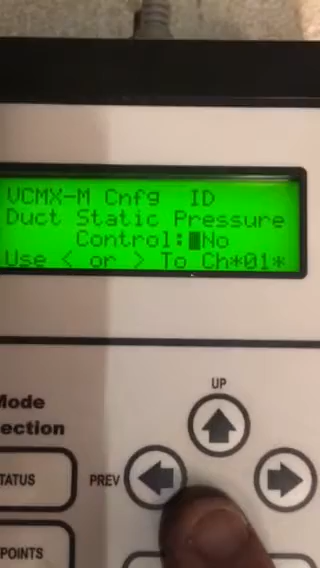 VCMX-M Cnfg ID
Duct Static Pressure
Control: No
Use < or > To Ch*01*
UP
Mode
ection
TATUS
PREV
POINTS